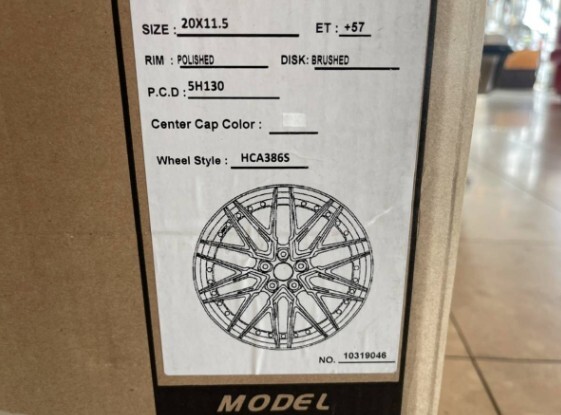 SIZE : 20X11.5 ET : +57
RIM : POLISHED DISK: BRUSHED
P.C.D : 5H130
Center Cap Color :
Wheel Style : HCA386S
NO. 10319046
MODEL